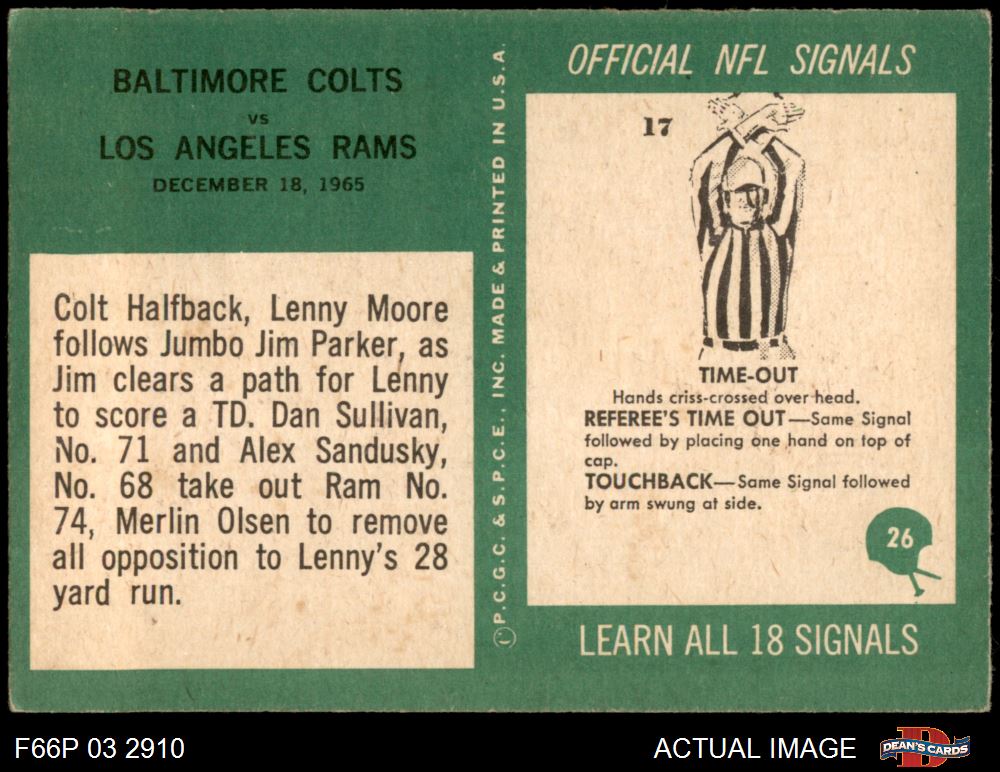 BALTIMORE COLTS
VS
LOS ANGELES RAMS
DECEMBER 18, 1965
Colt Halfback, Lenny Moore
follows Jumbo Jim Parker, as
Jim clears a path for Lenny
to score a TD. Dan Sullivan,
No. 71 and Alex Sandusky,
No. 68 take out Ram No.
74, Merlin Olsen to remove
all opposition to Lenny's 28
yard run.
©P.C.G.C. & S.P.C.E., INC. MADE & PRINTED IN U.S.A.
OFFICIAL NFL SIGNALS
17
TIME-OUT
Hands criss-crossed over head.
REFEREE'S TIME OUT—Same Signal
followed by placing one hand on top of
cap.
TOUCHBACK—Same Signal followed
by arm swung at side.
26
LEARN ALL 18 SIGNALS
F66P 03 2910
ACTUAL IMAGE
DEAN'S CARDS